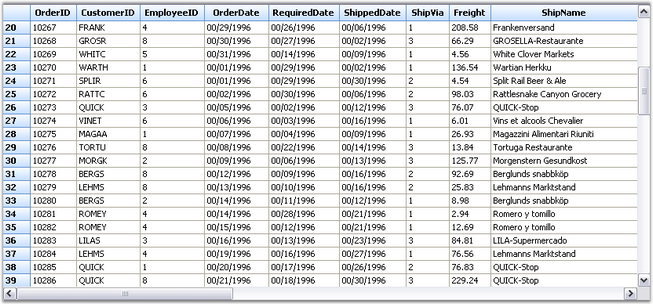 OrderID CustomerID EmployeeID OrderDate RequiredDate ShippedDate ShipVia Freight ShipName
20 10267 FRANK 4 00/29/1996 00/26/1996 00/06/1996 1 208.58 Frankenversand
21 10268 GROSR 8 00/30/1996 00/27/1996 00/02/1996 3 66.29 GROSELLA-Restaurante
22 10269 WHITC 5 00/31/1996 00/14/1996 00/09/1996 1 4.56 White Clover Markets
23 10270 WARTH 1 00/01/1996 00/29/1996 00/02/1996 1 136.54 Wartian Herkku
24 10271 SPLIR 6 00/01/1996 00/29/1996 00/30/1996 2 4.54 Split Rail Beer & Ale
25 10272 RATTC 6 00/02/1996 00/30/1996 00/06/1996 2 98.03 Rattlesnake Canyon Grocery
26 10273 QUICK 3 00/05/1996 00/02/1996 00/12/1996 3 76.07 QUICK-Stop
27 10274 VINET 6 00/06/1996 00/03/1996 00/16/1996 1 6.01 Vins et alcools Chevalier
28 10275 MAGAA 1 00/07/1996 00/04/1996 00/09/1996 1 26.93 Magazzini Alimentari Riuniti
29 10276 TORTU 8 00/08/1996 00/22/1996 00/14/1996 3 13.84 Tortuga Restaurante
30 10277 MORGK 2 00/09/1996 00/06/1996 00/13/1996 3 125.77 Morgenstern Gesundkost
31 10278 BERGS 8 00/12/1996 00/09/1996 00/16/1996 2 92.69 Berglunds snabbköp
32 10279 LEHMS 8 00/13/1996 00/10/1996 00/16/1996 2 25.83 Lehmanns Marktstand
33 10280 BERGS 2 00/14/1996 00/11/1996 00/12/1996 1 8.98 Berglunds snabbköp
34 10281 ROMEY 4 00/14/1996 00/28/1996 00/21/1996 1 2.94 Romero y tomillo
35 10282 ROMEY 4 00/15/1996 00/12/1996 00/21/1996 1 12.69 Romero y tomillo
36 10283 LILAS 3 00/16/1996 00/13/1996 00/23/1996 3 84.81 LILA-Supermercado
37 10284 LEHMS 4 00/19/1996 00/16/1996 00/27/1996 1 76.56 Lehmanns Marktstand
38 10285 QUICK 1 00/20/1996 00/17/1996 00/26/1996 2 76.83 QUICK-Stop
39 10286 QUICK 8 00/21/1996 00/18/1996 00/30/1996 3 229.24 QUICK-Stop